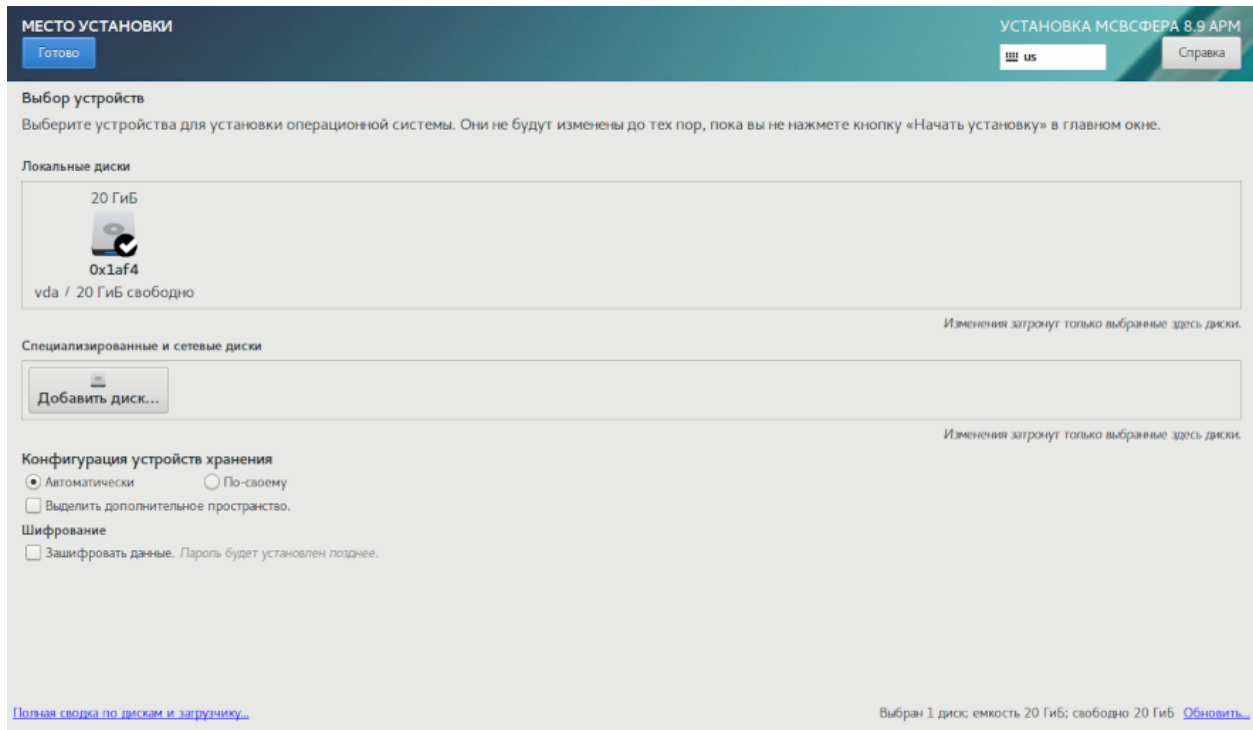 МЕСТО УСТАНОВКИ
УСТАНОВКА МСВСФЕРА 8.9 АРМ
Готово
us
Справка
Выбор устройств
Выберите устройства для установки операционной системы. Они не будут изменены до тех пор, пока вы не нажмете кнопку «Начать установку» в главном окне.
Локальные диски
20 ГиБ
0x1af4
vda / 20 ГиБ свободно
Изменения затронут только выбранные здесь диски.
Специализированные и сетевые диски
Добавить диск...
Изменения затронут только выбранные здесь диски.
Конфигурация устройств хранения
Автоматически По-своему
Выделить дополнительное пространство.
Шифрование
Зашифровать данные. Пароль будет установлен позднее.
Полная сводка по дискам и загрузчику... Выбран 1 диск; емкость 20 ГиБ; свободно 20 ГиБ Обновить...